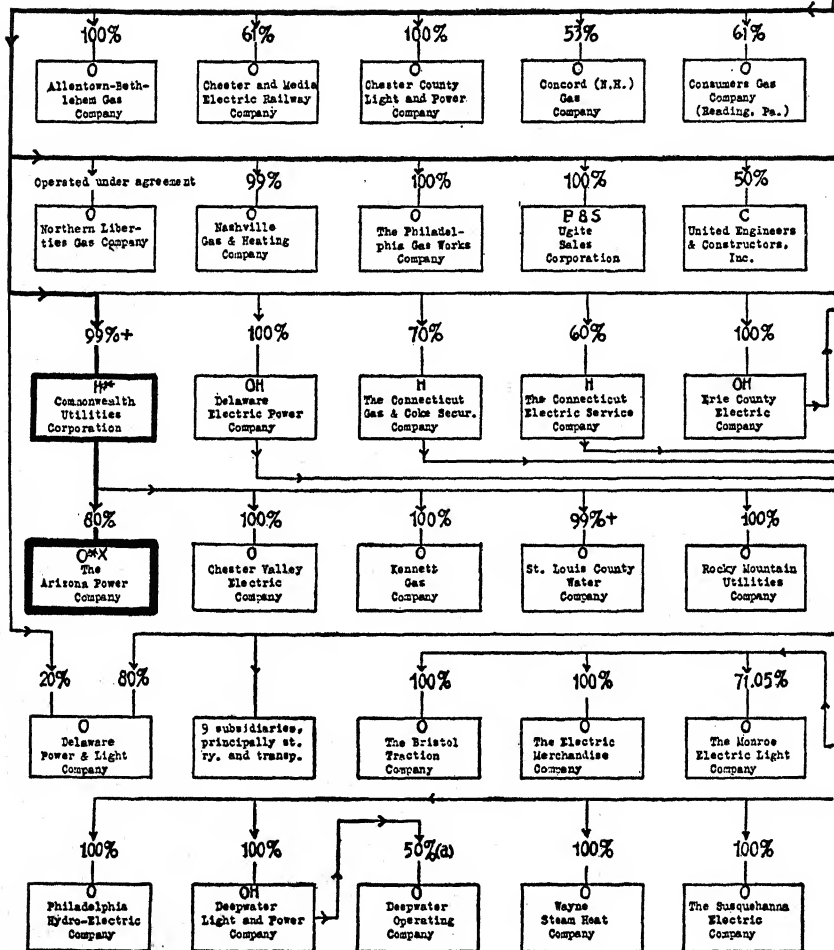 100% 61% 100% 53% 61%
O
Allentown-Beth-
lehem Gas
Company
O
Chester and Media
Electric Railway
Company
O
Chester County
Light and Power
Company
O
Concord (N.H.)
Gas
Company
O
Consumers Gas
Company
(Reading, Pa.)
Operated under agreement 99% 100% 100% 50%
O
Northern Liber-
ties Gas Company
O
Nashville
Gas & Heating
Company
O
The Philadel-
phia Gas Works
Company
P&S
Ugite
Sales
Corporation
C
United Engineers
& Constructors,
Inc.
99%+ 100% 70% 60% 100%
H**
Commonwealth
Utilities
Corporation
OH
Delaware
Electric Power
Company
H
The Connecticut
Gas & Coke Secur.
Company
H
The Connecticut
Electric Service
Company
OH
Erie County
Electric
Company
80% 100% 100% 99%+ 100%
O*X
The
Arizona Power
Company
O
Chester Valley
Electric
Company
O
Kennett
Gas
Company
O
St. Louis County
Water
Company
O
Rocky Mountain
Utilities
Company
20% 80% 100% 100% 71.05%
O
Delaware
Power & Light
Company
9 subsidiaries,
principally st.
ry. and transp.
O
The Bristol
Traction
Company
O
The Electric
Merchandise
Company
O
The Monroe
Electric Light
Company
100% 100% 50%(a) 100% 100%
O
Philadelphia
Hydro-Electric
Company
OH
Deepwater
Light and Power
Company
O
Deepwater
Operating
Company
O
Wayne
Steam Heat
Company
O
The Susquehanna
Electric
Company